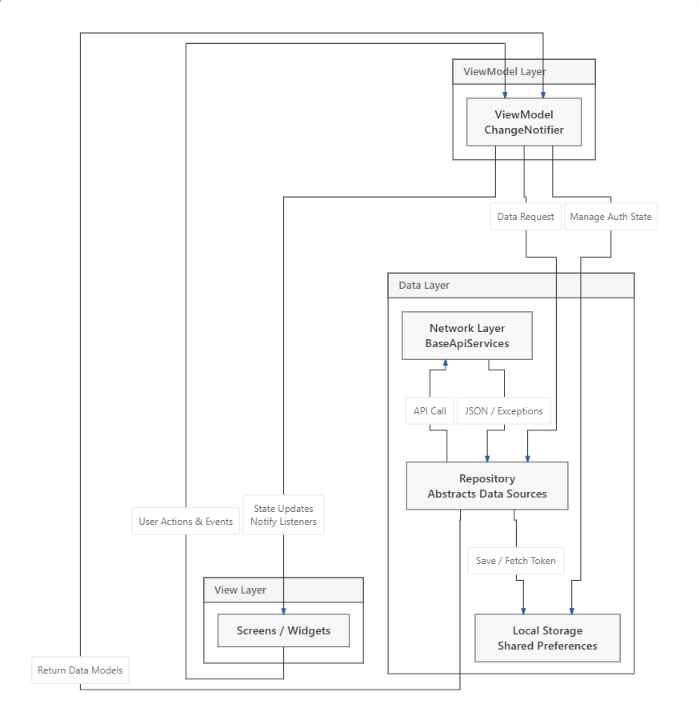 ViewModel Layer
ViewModel
ChangeNotifier
Data Request
Manage Auth State
Data Layer
Network Layer
BaseApiServices
API Call
JSON / Exceptions
Repository
Abstracts Data Sources
State Updates
Notify Listeners
User Actions & Events
Save / Fetch Token
View Layer
Screens / Widgets
Local Storage
Shared Preferences
Return Data Models